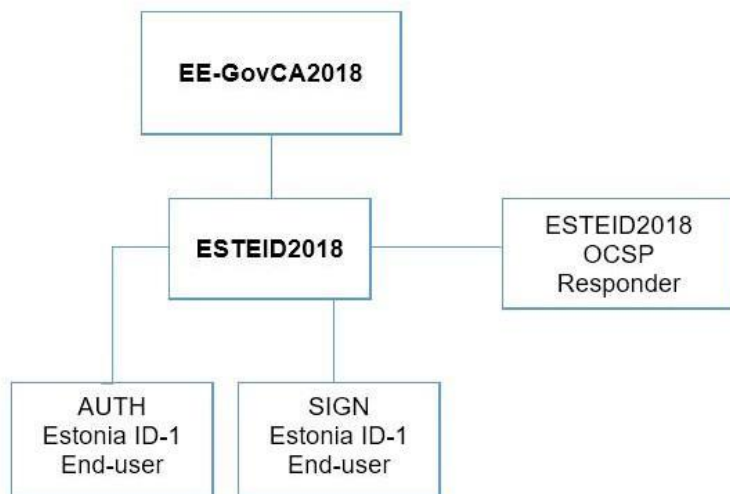 EE-GovCA2018
ESTEID2018
ESTEID2018
OCSP
Responder
AUTH
Estonia ID-1
End-user
SIGN
Estonia ID-1
End-user